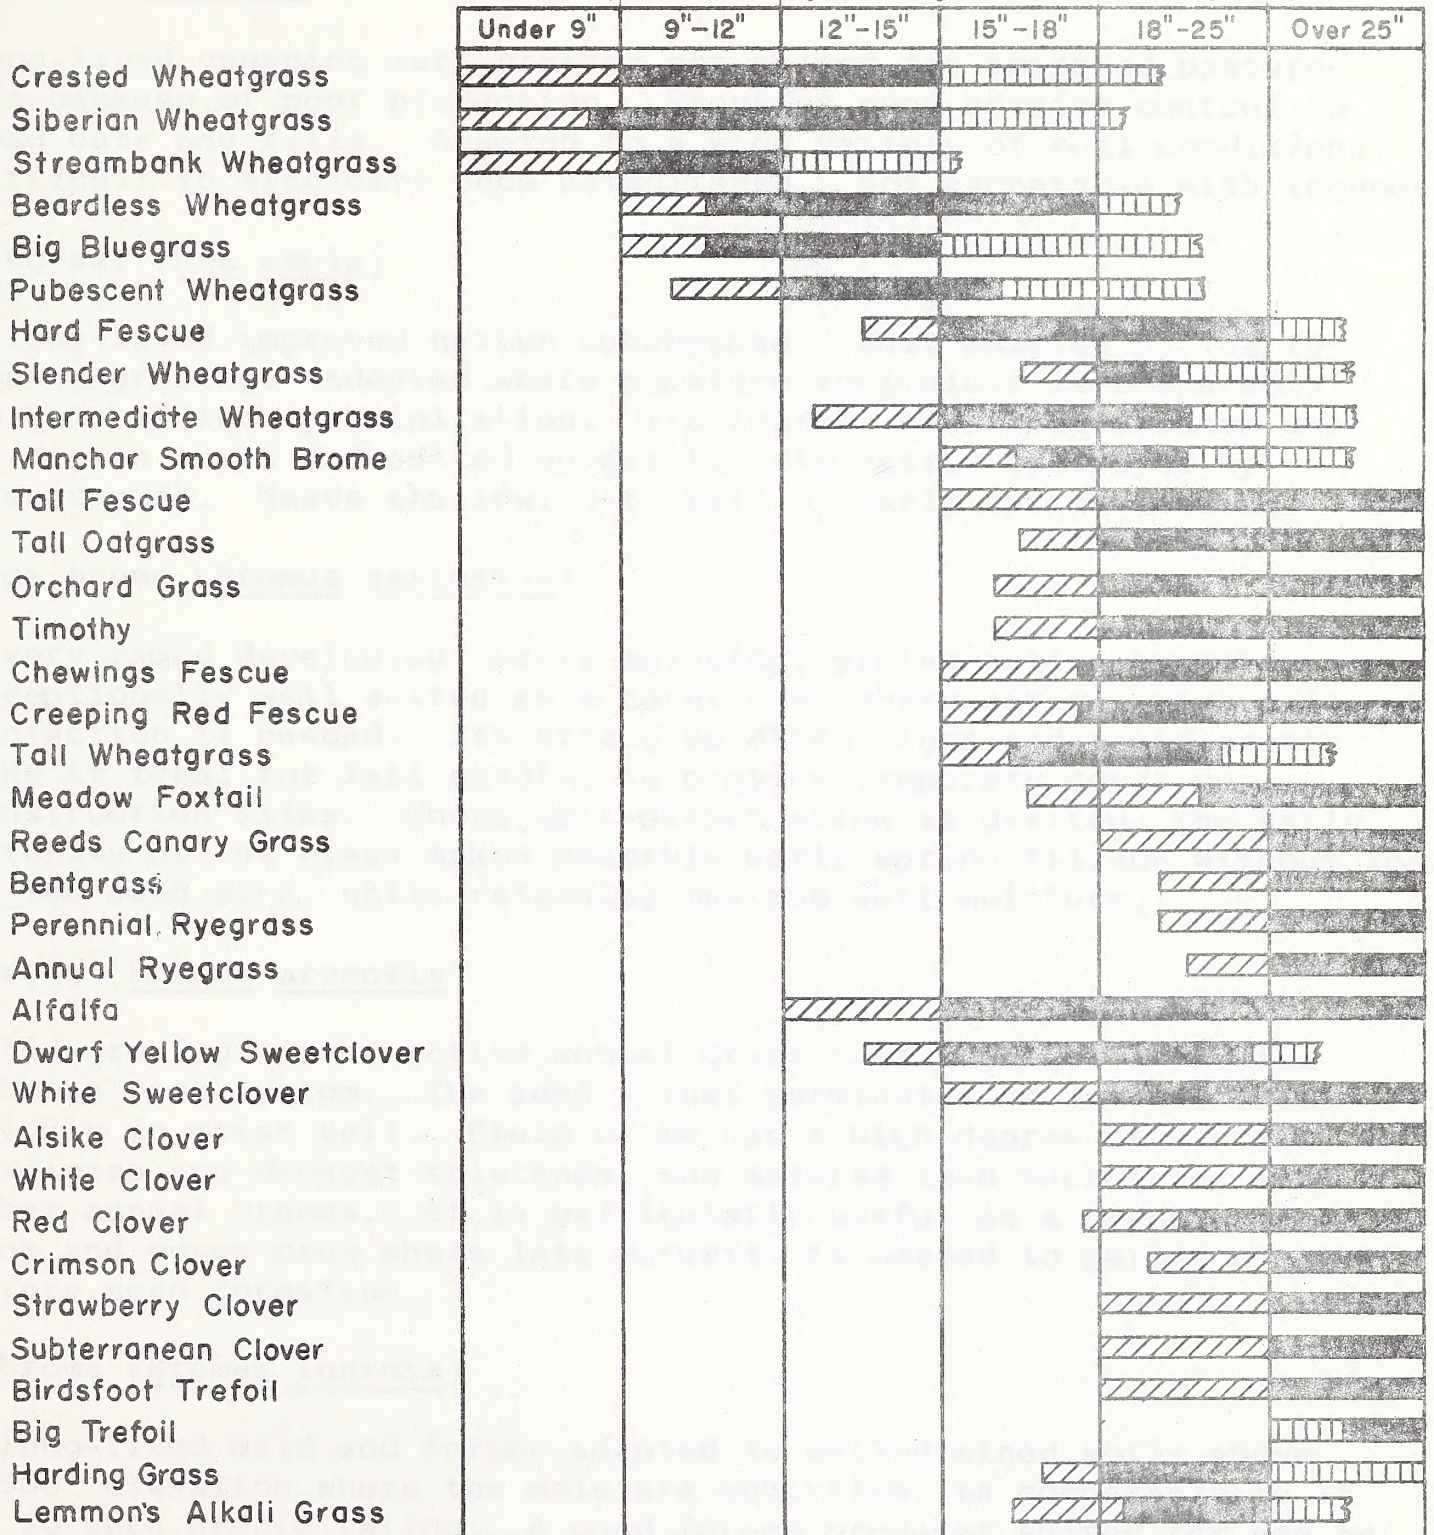 Under 9" 9"-12" 12"-15" 15"-18" 18"-25" Over 25"
Crested Wheatgrass
Siberian Wheatgrass
Streambank Wheatgrass
Beardless Wheatgrass
Big Bluegrass
Pubescent Wheatgrass
Hard Fescue
Slender Wheatgrass
Intermediate Wheatgrass
Manchar Smooth Brome
Tall Fescue
Tall Oatgrass
Orchard Grass
Timothy
Chewings Fescue
Creeping Red Fescue
Tall Wheatgrass
Meadow Foxtail
Reeds Canary Grass
Bentgrass
Perennial Ryegrass
Annual Ryegrass
Alfalfa
Dwarf Yellow Sweetclover
White Sweetclover
Alsike Clover
White Clover
Red Clover
Crimson Clover
Strawberry Clover
Subterranean Clover
Birdsfoot Trefoil
Big Trefoil
Harding Grass
Lemmon's Alkali Grass